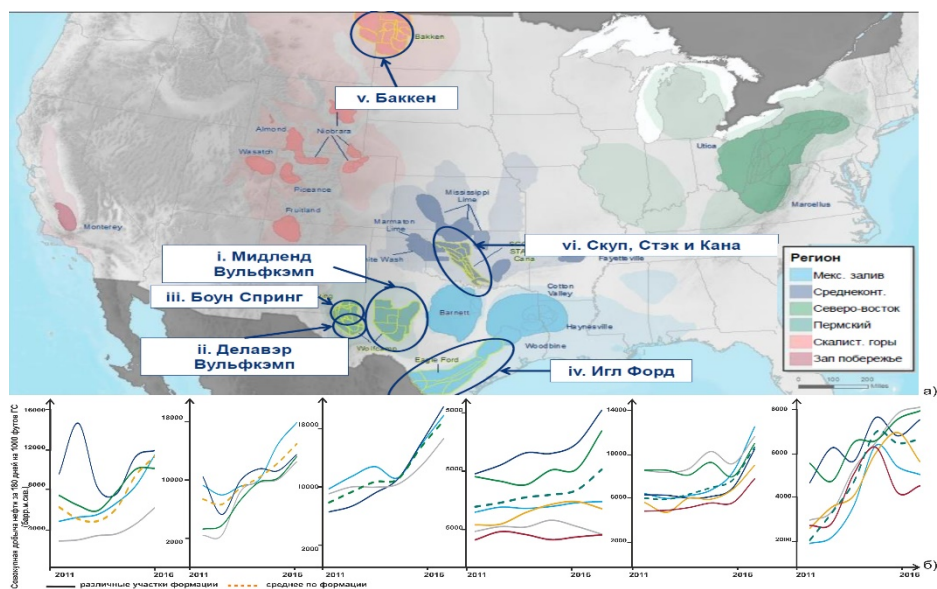 Bakken
v. Баккен
Almond
Niobrara
Wasatch
Piceance
Fruitland
Monterey
Utica
Marcellus
Mississippi
Lime
Marmaton
Lime
vi. Скуп, Стэк и Кана
Cana
Fayetteville
i. Мидленд
Вульфкэмп
iii. Боун Спринг
ii. Делавэр
Вульфкэмп
Barnett
Cotton
Valley
Haynesville
Woodbine
Eagle Ford
iv. Игл Форд
Регион
Мекс. залив
Среднеконт.
Северо-восток
Пермский
Скалист. горы
Зап побережье
Miles
а)
Совокупная добыча нефти за 180 дней на 1000 футов ГС
16000
8000
18000
10000
2000
18000
10000
2000
14000
10000
6000
2000
8000
6000
4000
2000
0
2011 2016 2011 2016 2011 2016 2011 2016 2011 2016 2011 2016
б)
различные участки формации среднее по формации